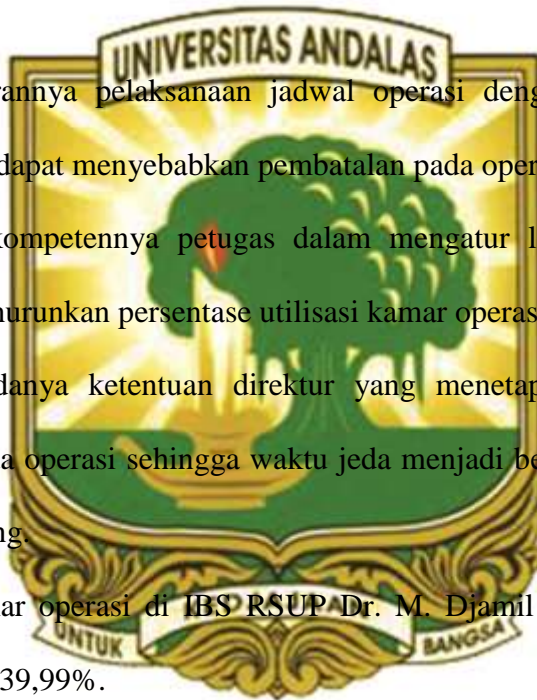 UNIVERSITAS ANDALAS
rannya pelaksanaan jadwal operasi deng
dapat menyebabkan pembatalan pada oper
kompetennya petugas dalam mengatur l
nurunkan persentase utilisasi kamar operas
danya ketentuan direktur yang menetap
a operasi sehingga waktu jeda menjadi be
ng.
ar operasi di IBS RSUP Dr. M. Djamil
UNTUK BANGSA
39,99%.